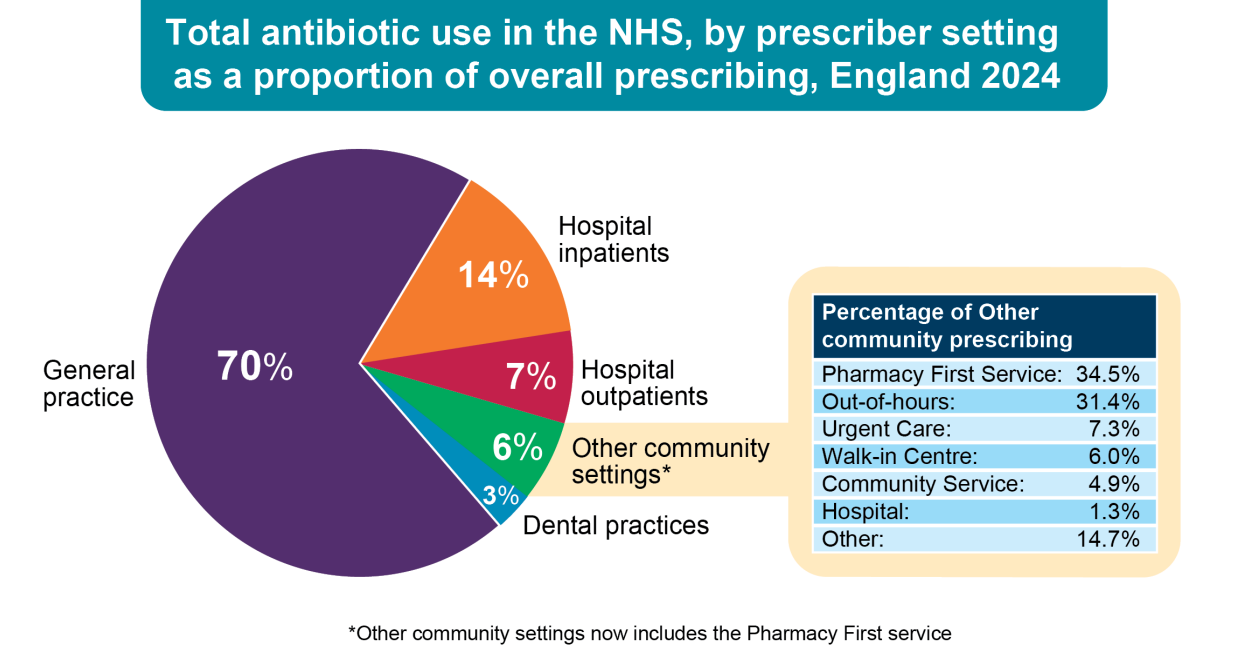 Total antibiotic use in the NHS, by prescriber setting
as a proportion of overall prescribing, England 2024
Hospital
inpatients
14%
General
practice
70%
7%
Hospital
outpatients
6%
Other community
settings*
3%
Dental practices
Percentage of Other
community prescribing
Pharmacy First Service: 34.5%
Out-of-hours: 31.4%
Urgent Care: 7.3%
Walk-in Centre: 6.0%
Community Service: 4.9%
Hospital: 1.3%
Other: 14.7%
*Other community settings now includes the Pharmacy First service